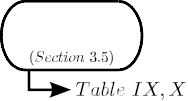 (Section 3.5)
Table IX, X